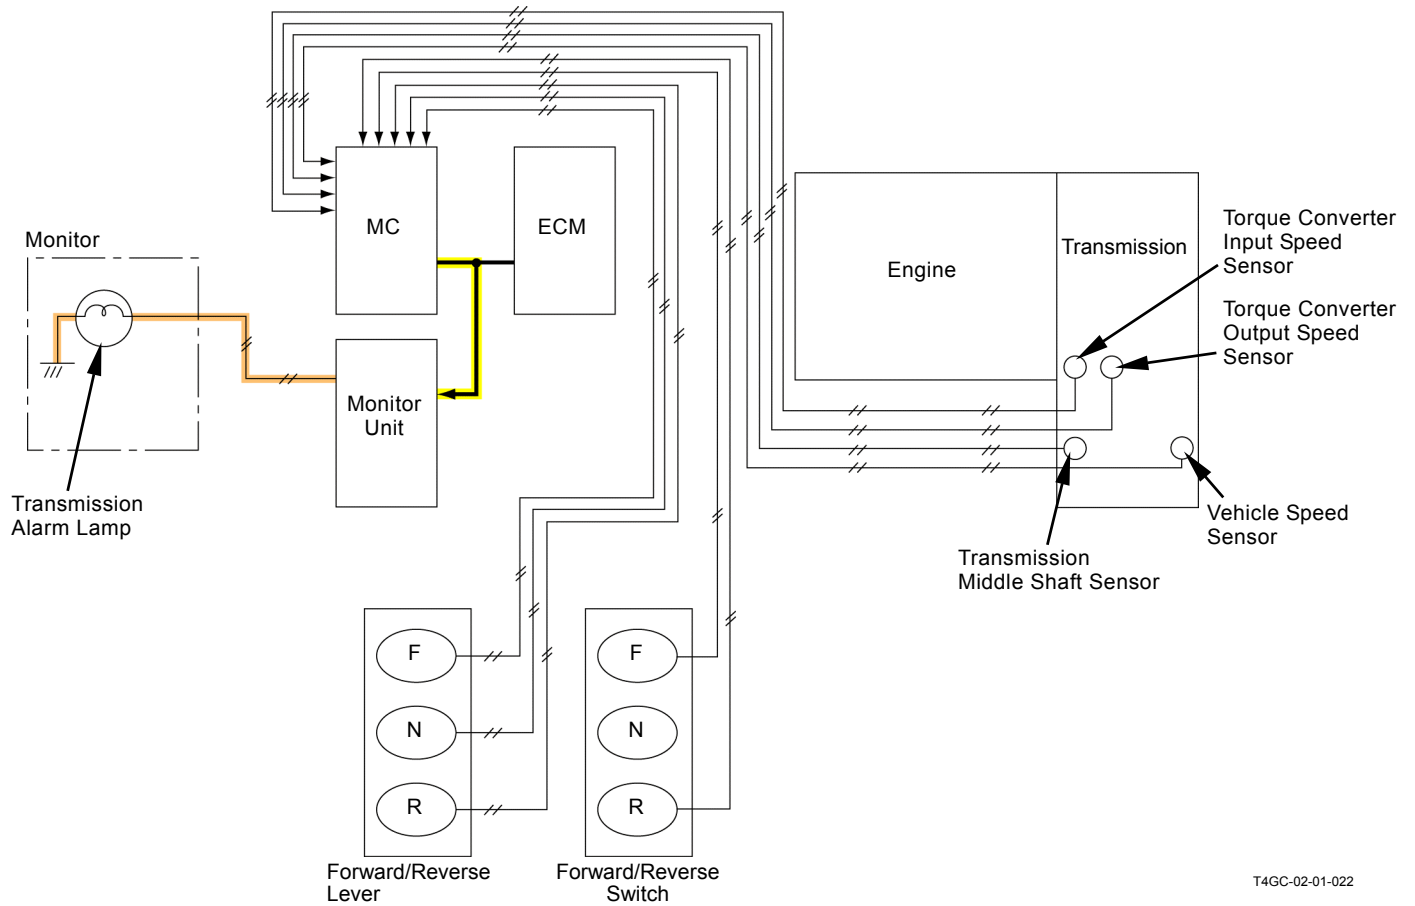 Monitor
Transmission
Alarm Lamp
MC
ECM
Monitor
Unit
Engine
Transmission
Torque Converter
Input Speed
Sensor
Torque Converter
Output Speed
Sensor
Vehicle Speed
Sensor
Transmission
Middle Shaft Sensor
F
N
R
Forward/Reverse
Lever
F
N
R
Forward/Reverse
Switch
T4GC-02-01-022